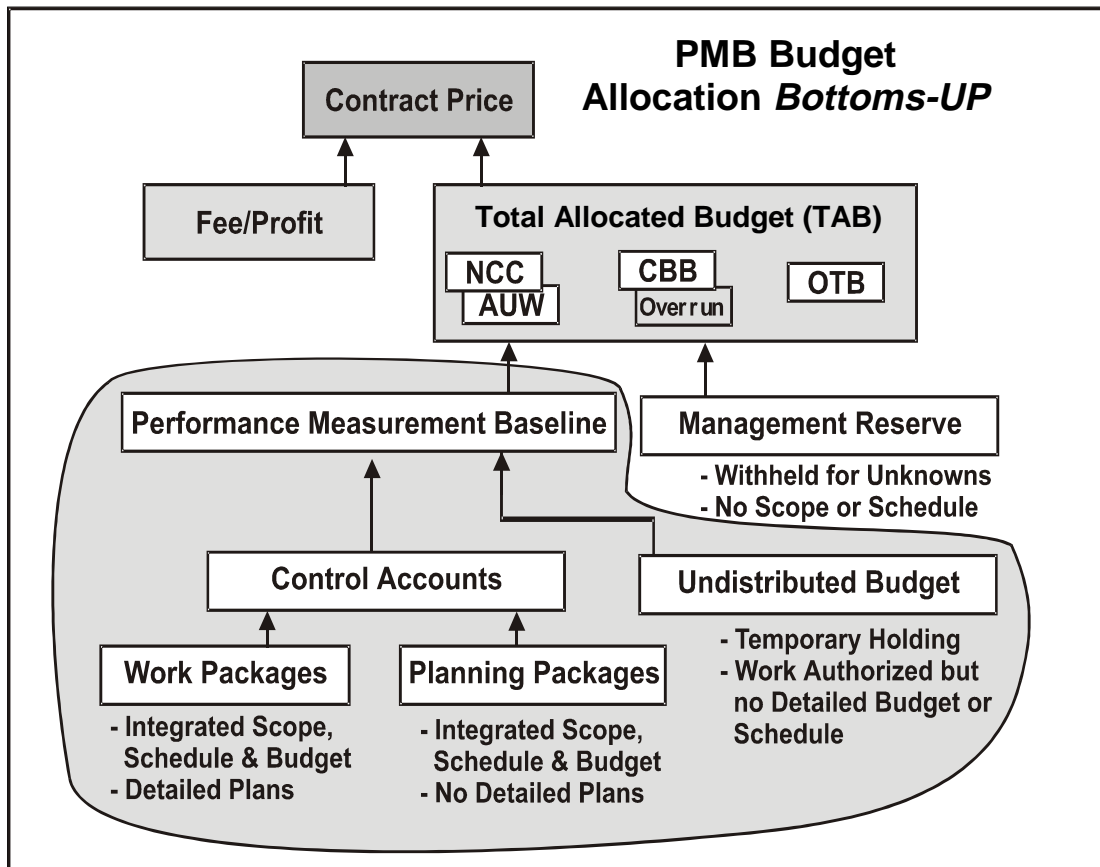 PMB Budget
Allocation Bottoms-UP
Contract Price
Fee/Profit
Total Allocated Budget (TAB)
NCC
AUW
CBB
Overrun
OTB
Performance Measurement Baseline
Management Reserve
- Withheld for Unknowns
- No Scope or Schedule
Control Accounts
Undistributed Budget
- Temporary Holding
- Work Authorized but
no Detailed Budget or
Schedule
Work Packages
- Integrated Scope,
Schedule & Budget
- Detailed Plans
Planning Packages
- Integrated Scope,
Schedule & Budget
- No Detailed Plans